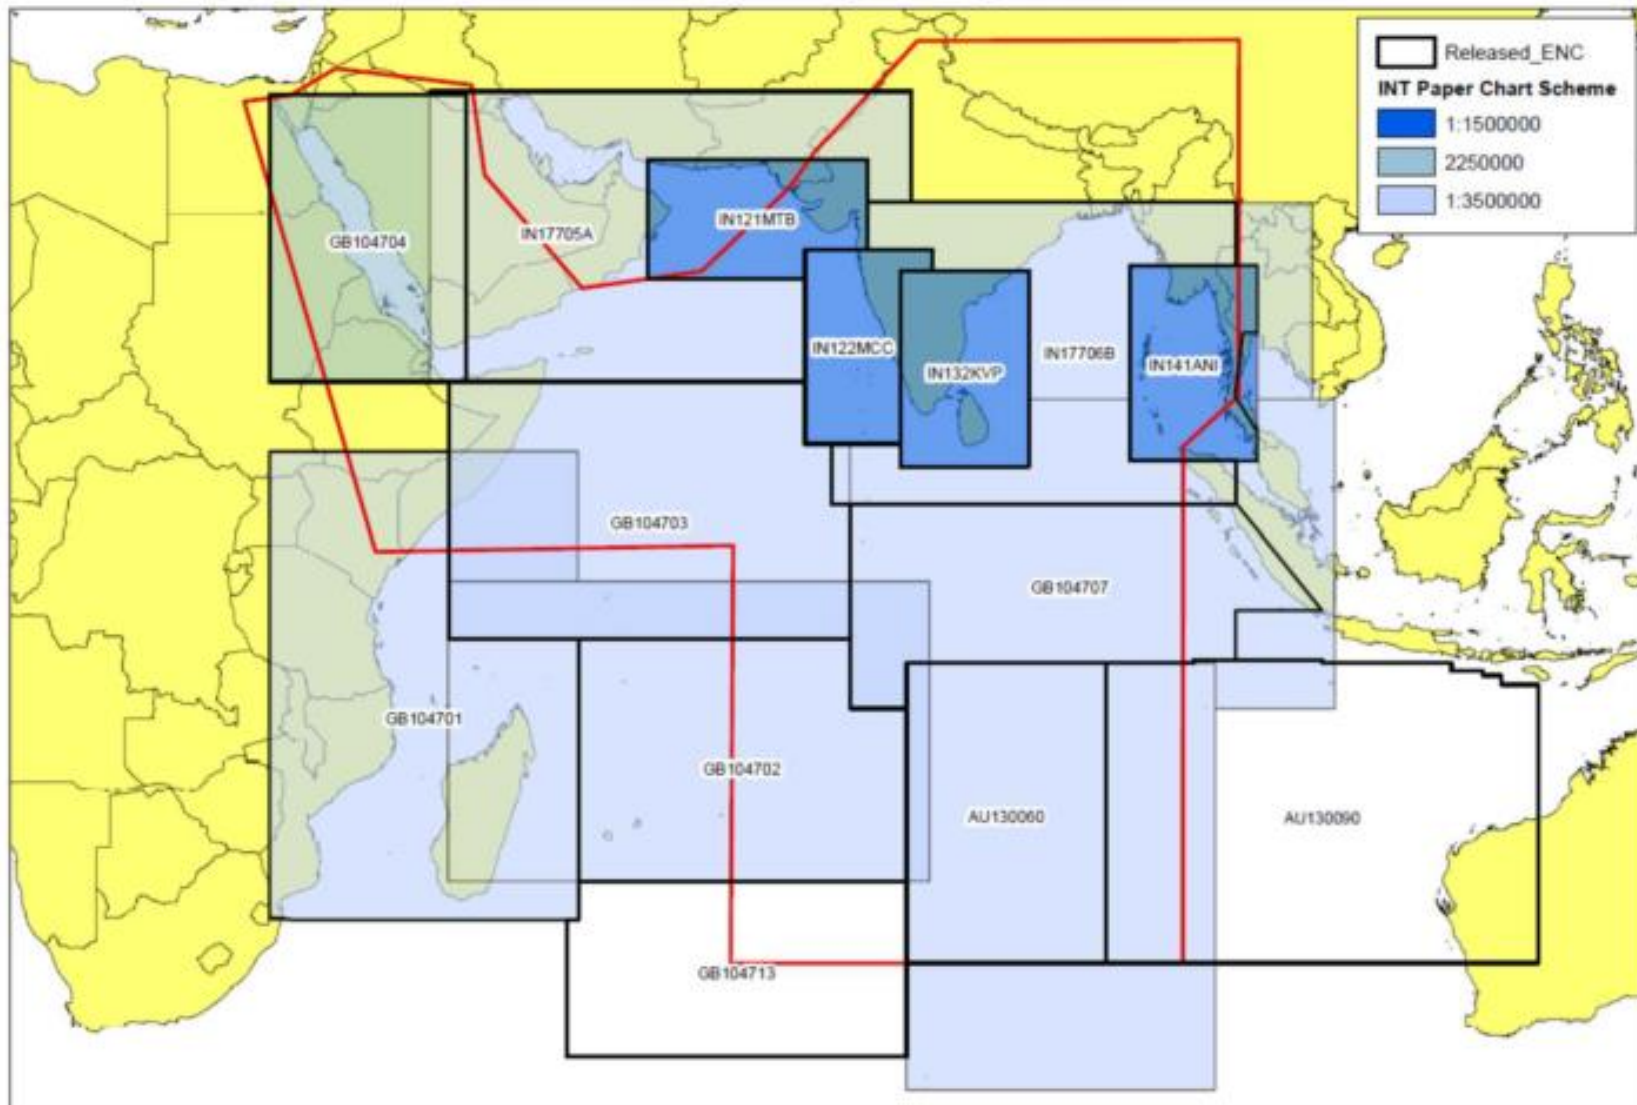 Released_ENC
INT Paper Chart Scheme
1:1500000
2250000
1:3500000
GB104704
IN17705A
IN121MTB
IN122MCC
IN132KVP
IN17706B
IN141ANI
GB104703
GB104707
GB104701
GB104702
AU130060
AU130090
GB104713